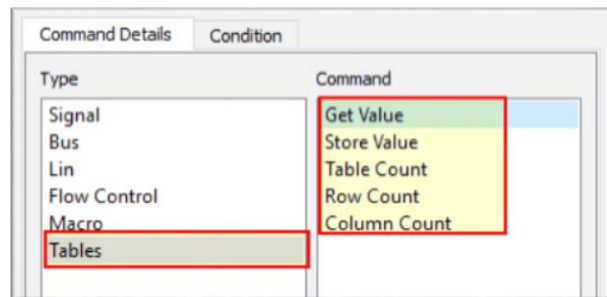 Command Details Condition
Type Command
Signal Get Value
Bus Store Value
Lin Table Count
Flow Control Row Count
Macro Column Count
Tables